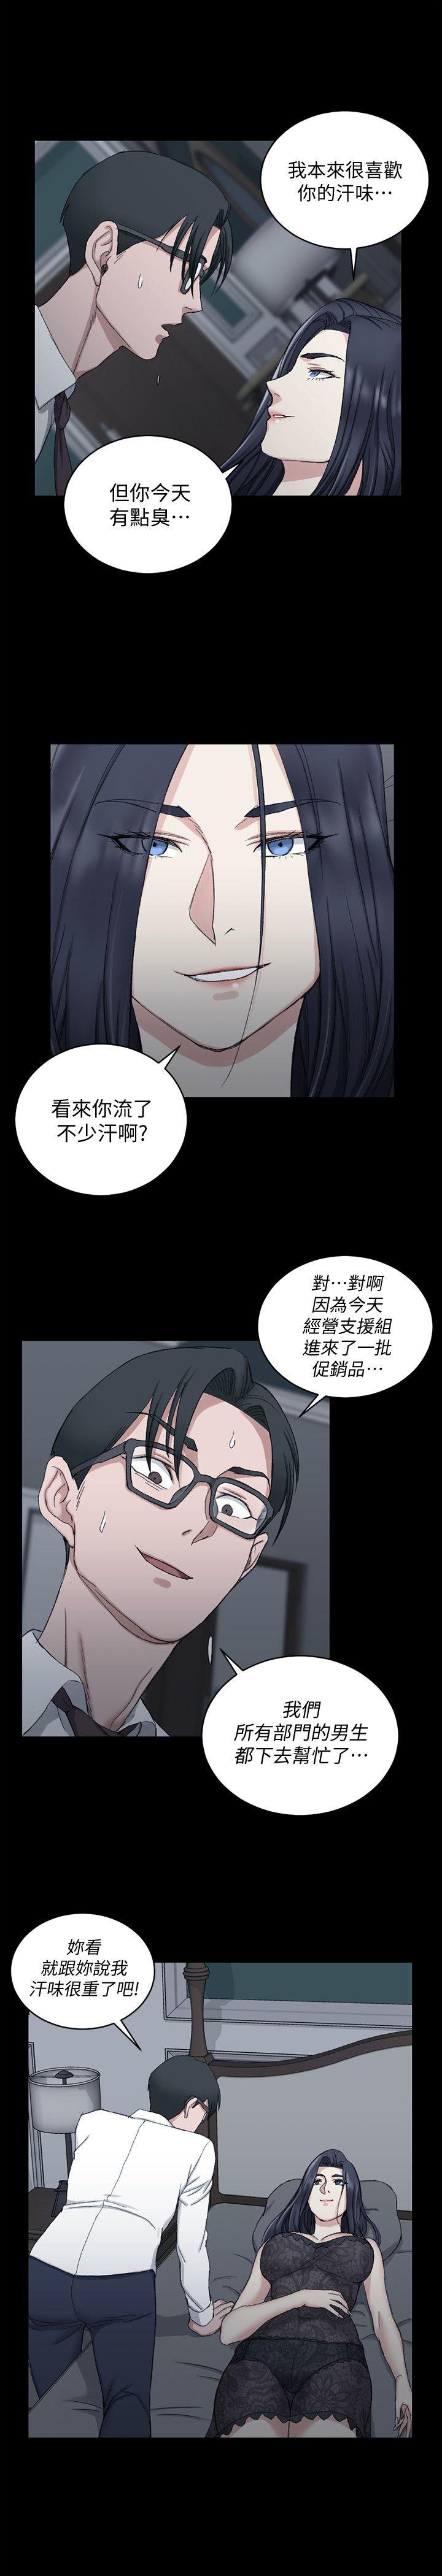 我本來很喜歡
你的汗味⋯
但你今天
有點臭⋯
看來你流了
不少汗啊?
對⋯對啊
因為今天
經營支援組
進來了一批
促銷品⋯
我們
所有部門的男生
都下去幫忙了⋯
妳看
就跟妳說我
汗味很重了吧!